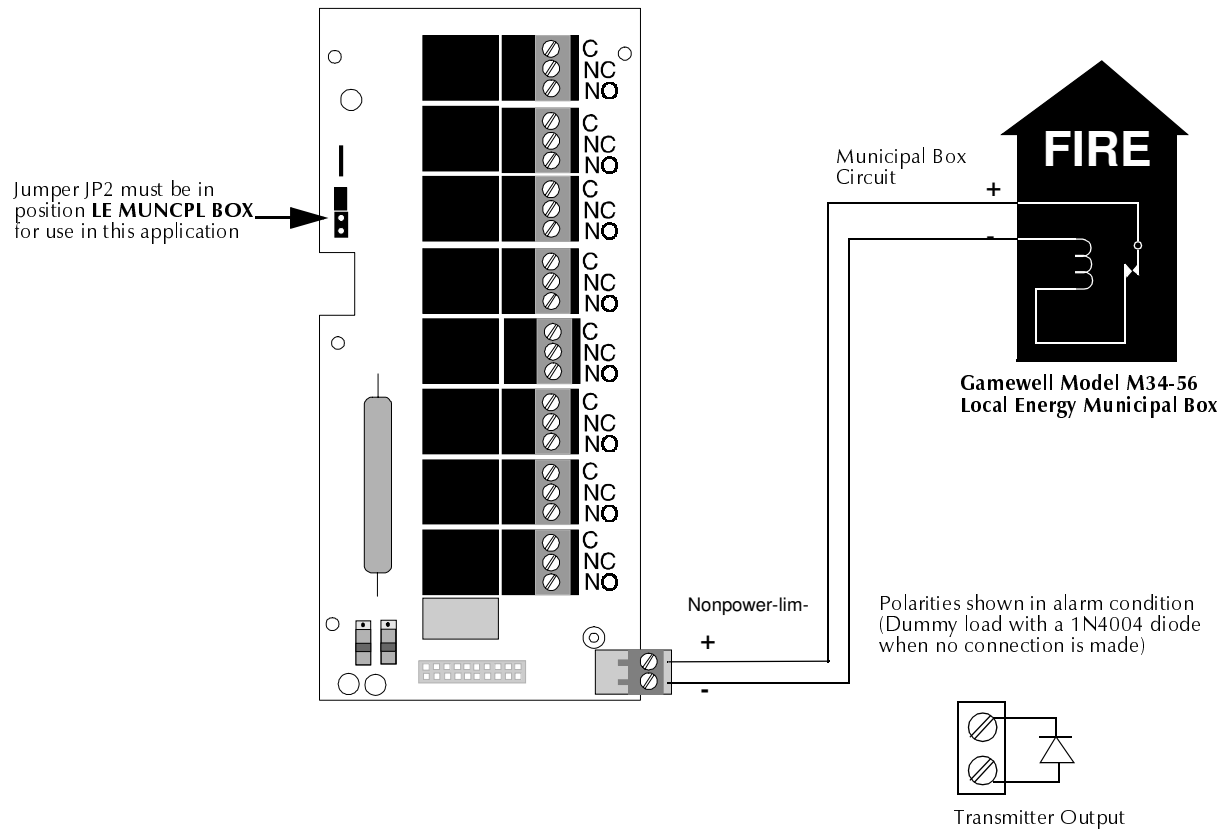 C
NC
NO
C
NC
NO
C
NC
NO
C
NC
NO
C
NC
NO
C
NC
NO
C
NC
NO
C
NC
NO
Jumper JP2 must be in
position LE MUNCPL BOX
for use in this application
Municipal Box
Circuit
+
-
FIRE
Gamewell Model M34-56
Local Energy Municipal Box
Nonpower-lim-
+
-
Polarities shown in alarm condition
(Dummy load with a 1N4004 diode
when no connection is made)
Transmitter Output